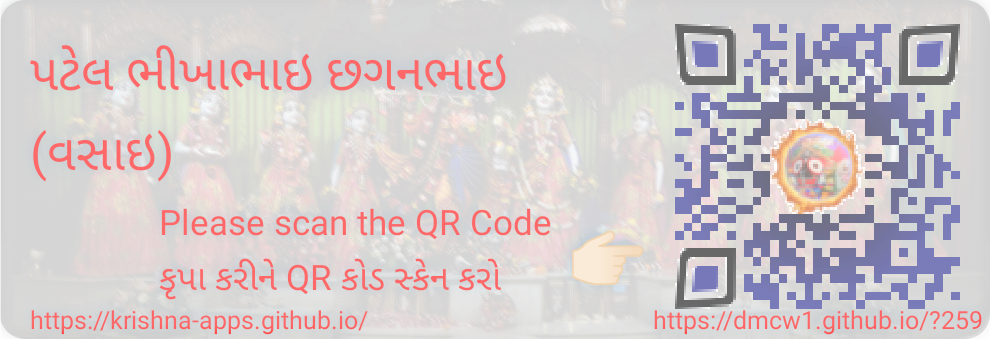 પટેલ ભીખાભાઇ છગનભાઇ
(વસાઇ)
Please scan the QR Code
કૃપા કરીને QR કોડ સ્કેન કરો
https://krishna-apps.github.io/
https://dmcw1.github.io/?259